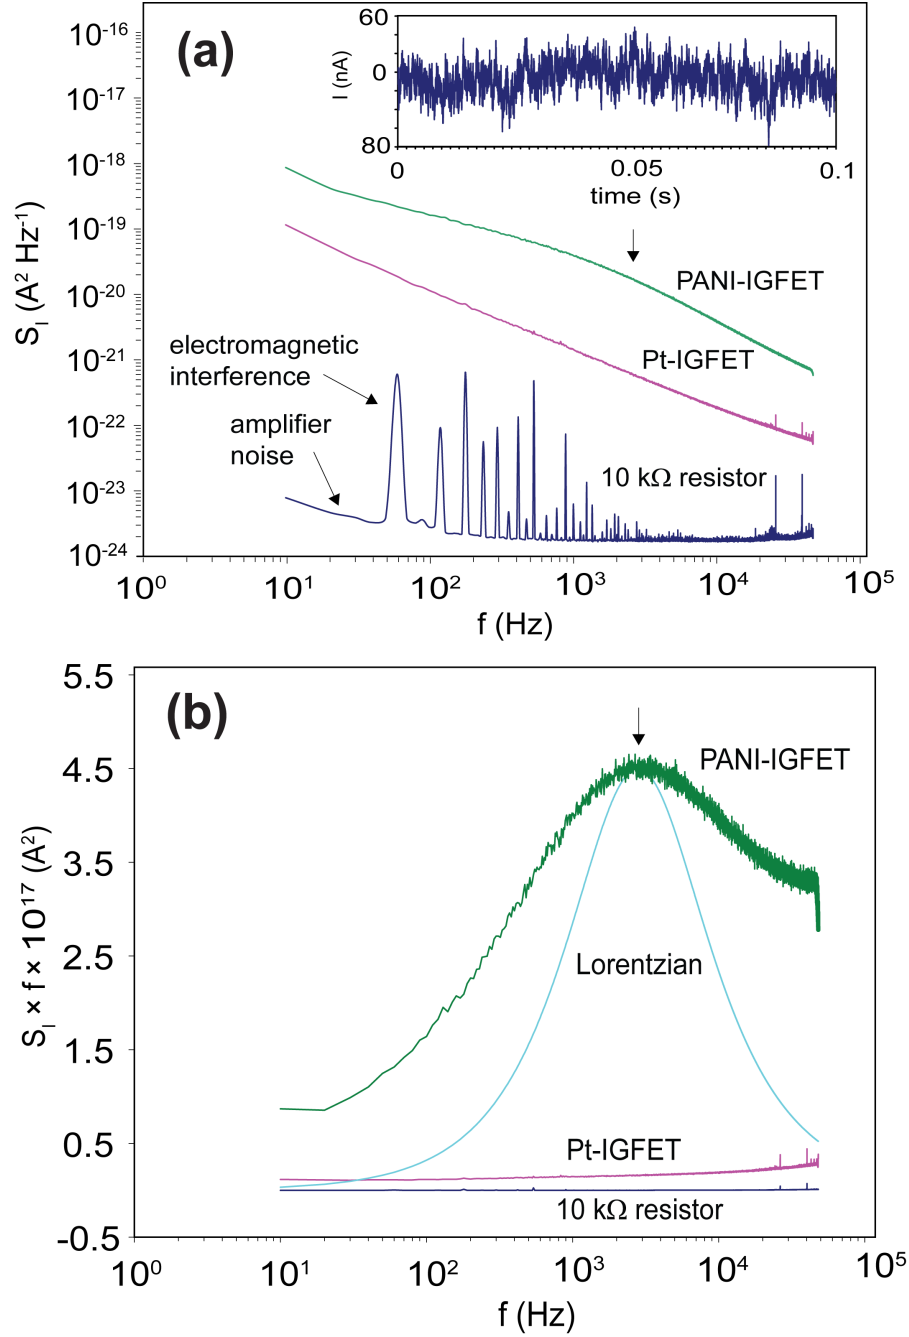 (a)
60
0
80
I (nA)
0
0.05
0.1
time (s)
10-16
10-17
10-18
10-19
10-20
10-21
10-22
10-23
10-24
SI (A2 Hz-1)
PANI-IGFET
Pt-IGFET
electromagnetic
interference
amplifier
noise
10 kΩ resistor
100
101
102
103
104
105
f (Hz)
(b)
5.5
4.5
3.5
2.5
1.5
0.5
-0.5
SI × f × 1017 (A2)
PANI-IGFET
Lorentzian
Pt-IGFET
10 kΩ resistor
100
101
102
103
104
105
f (Hz)